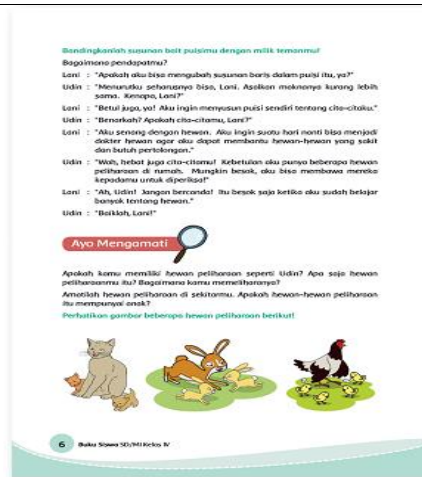 Bandingkanlah susunan bait puisimu dengan milik temanmu!
Bagaimana pendapatmu?
Lani : "Apakah aku bisa mengubah susunan baris dalam puisi itu, ya?"
Udin : "Menurutku seharusnya bisa, Lani. Asalkan maknanya kurang lebih
sama. Kenapa, Lani?"
Lani : "Betul juga, ya! Aku ingin menyusun puisi sendiri tentang cita-citaku."
Udin : "Benarkah? Apakah cita-citamu, Lani?"
Lani : "Aku senang dengan hewan. Aku ingin suatu hari nanti bisa menjadi
dokter hewan agar aku dapat membantu hewan-hewan yang sakit
dan butuh pertolongan."
Udin : "Wah, hebat juga cita-citamu! Kebetulan aku punya beberapa hewan
peliharaan di rumah. Mungkin besok, aku bisa membawa mereka
kepadamu untuk diperiksa!"
Lani : "Ah, Udin! Jangan bercanda! Itu besok saja ketika aku sudah belajar
banyak tentang hewan."
Udin : "Baiklah, Lani!"
Ayo Mengamati
Apakah kamu memiliki hewan peliharaan seperti Udin? Apa saja hewan
peliharaanmu itu? Bagaimana kamu memeliharanya?
Amatilah hewan peliharaan di sekitarmu. Apakah hewan-hewan peliharaan
itu mempunyai anak?
Perhatikan gambar beberapa hewan peliharaan berikut!
6 Buku Siswa SD/MI Kelas IV